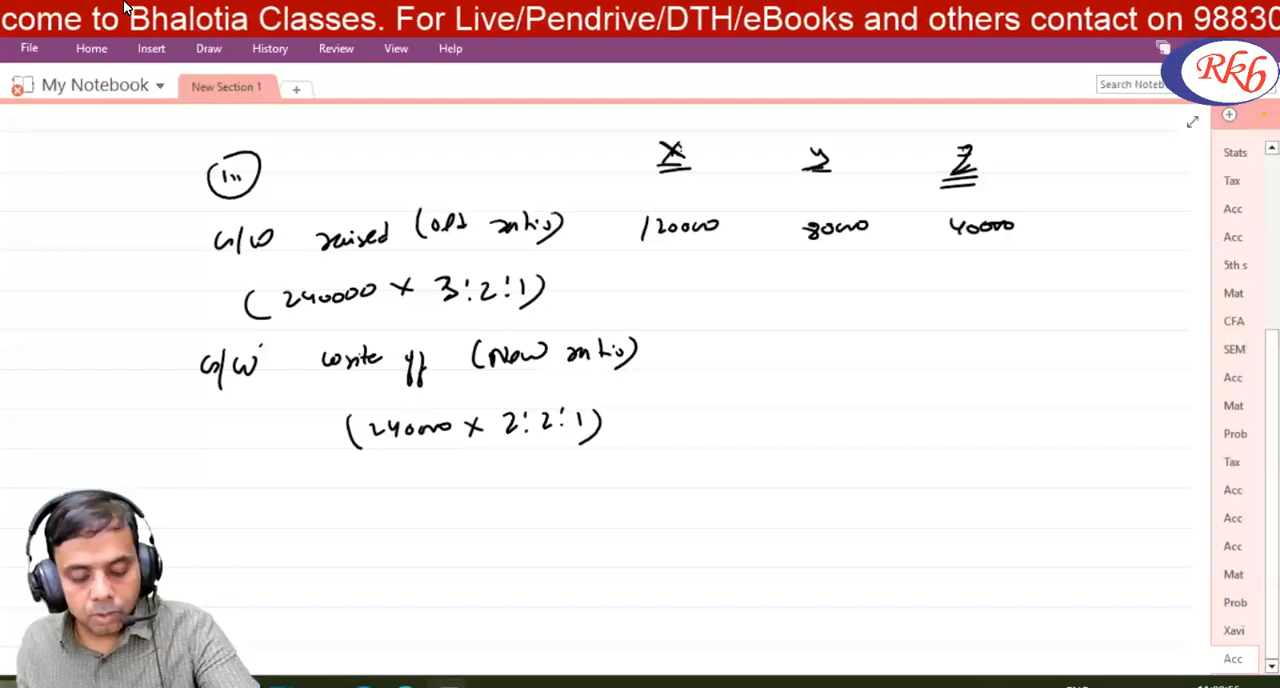 come to Bhalotia Classes. For Live/Pendrive/DTH/eBooks and others contact on 98830
File Home Insert Draw History Review View Help
Rkb
My Notebook New Section 1 + Search Noteb
(iii) X Y Z
G/W raised (old ratio) 120000 80000 40000
(240000 x 3:2:1)
G/W write off (New ratio)
(240000 x 2:2:1)
Stats
Tax
Acc
Acc
5th s
Mat
CFA
SEM
Acc
Mat
Prob
Tax
Acc
Acc
Acc
Mat
Prob
Xavi
Acc